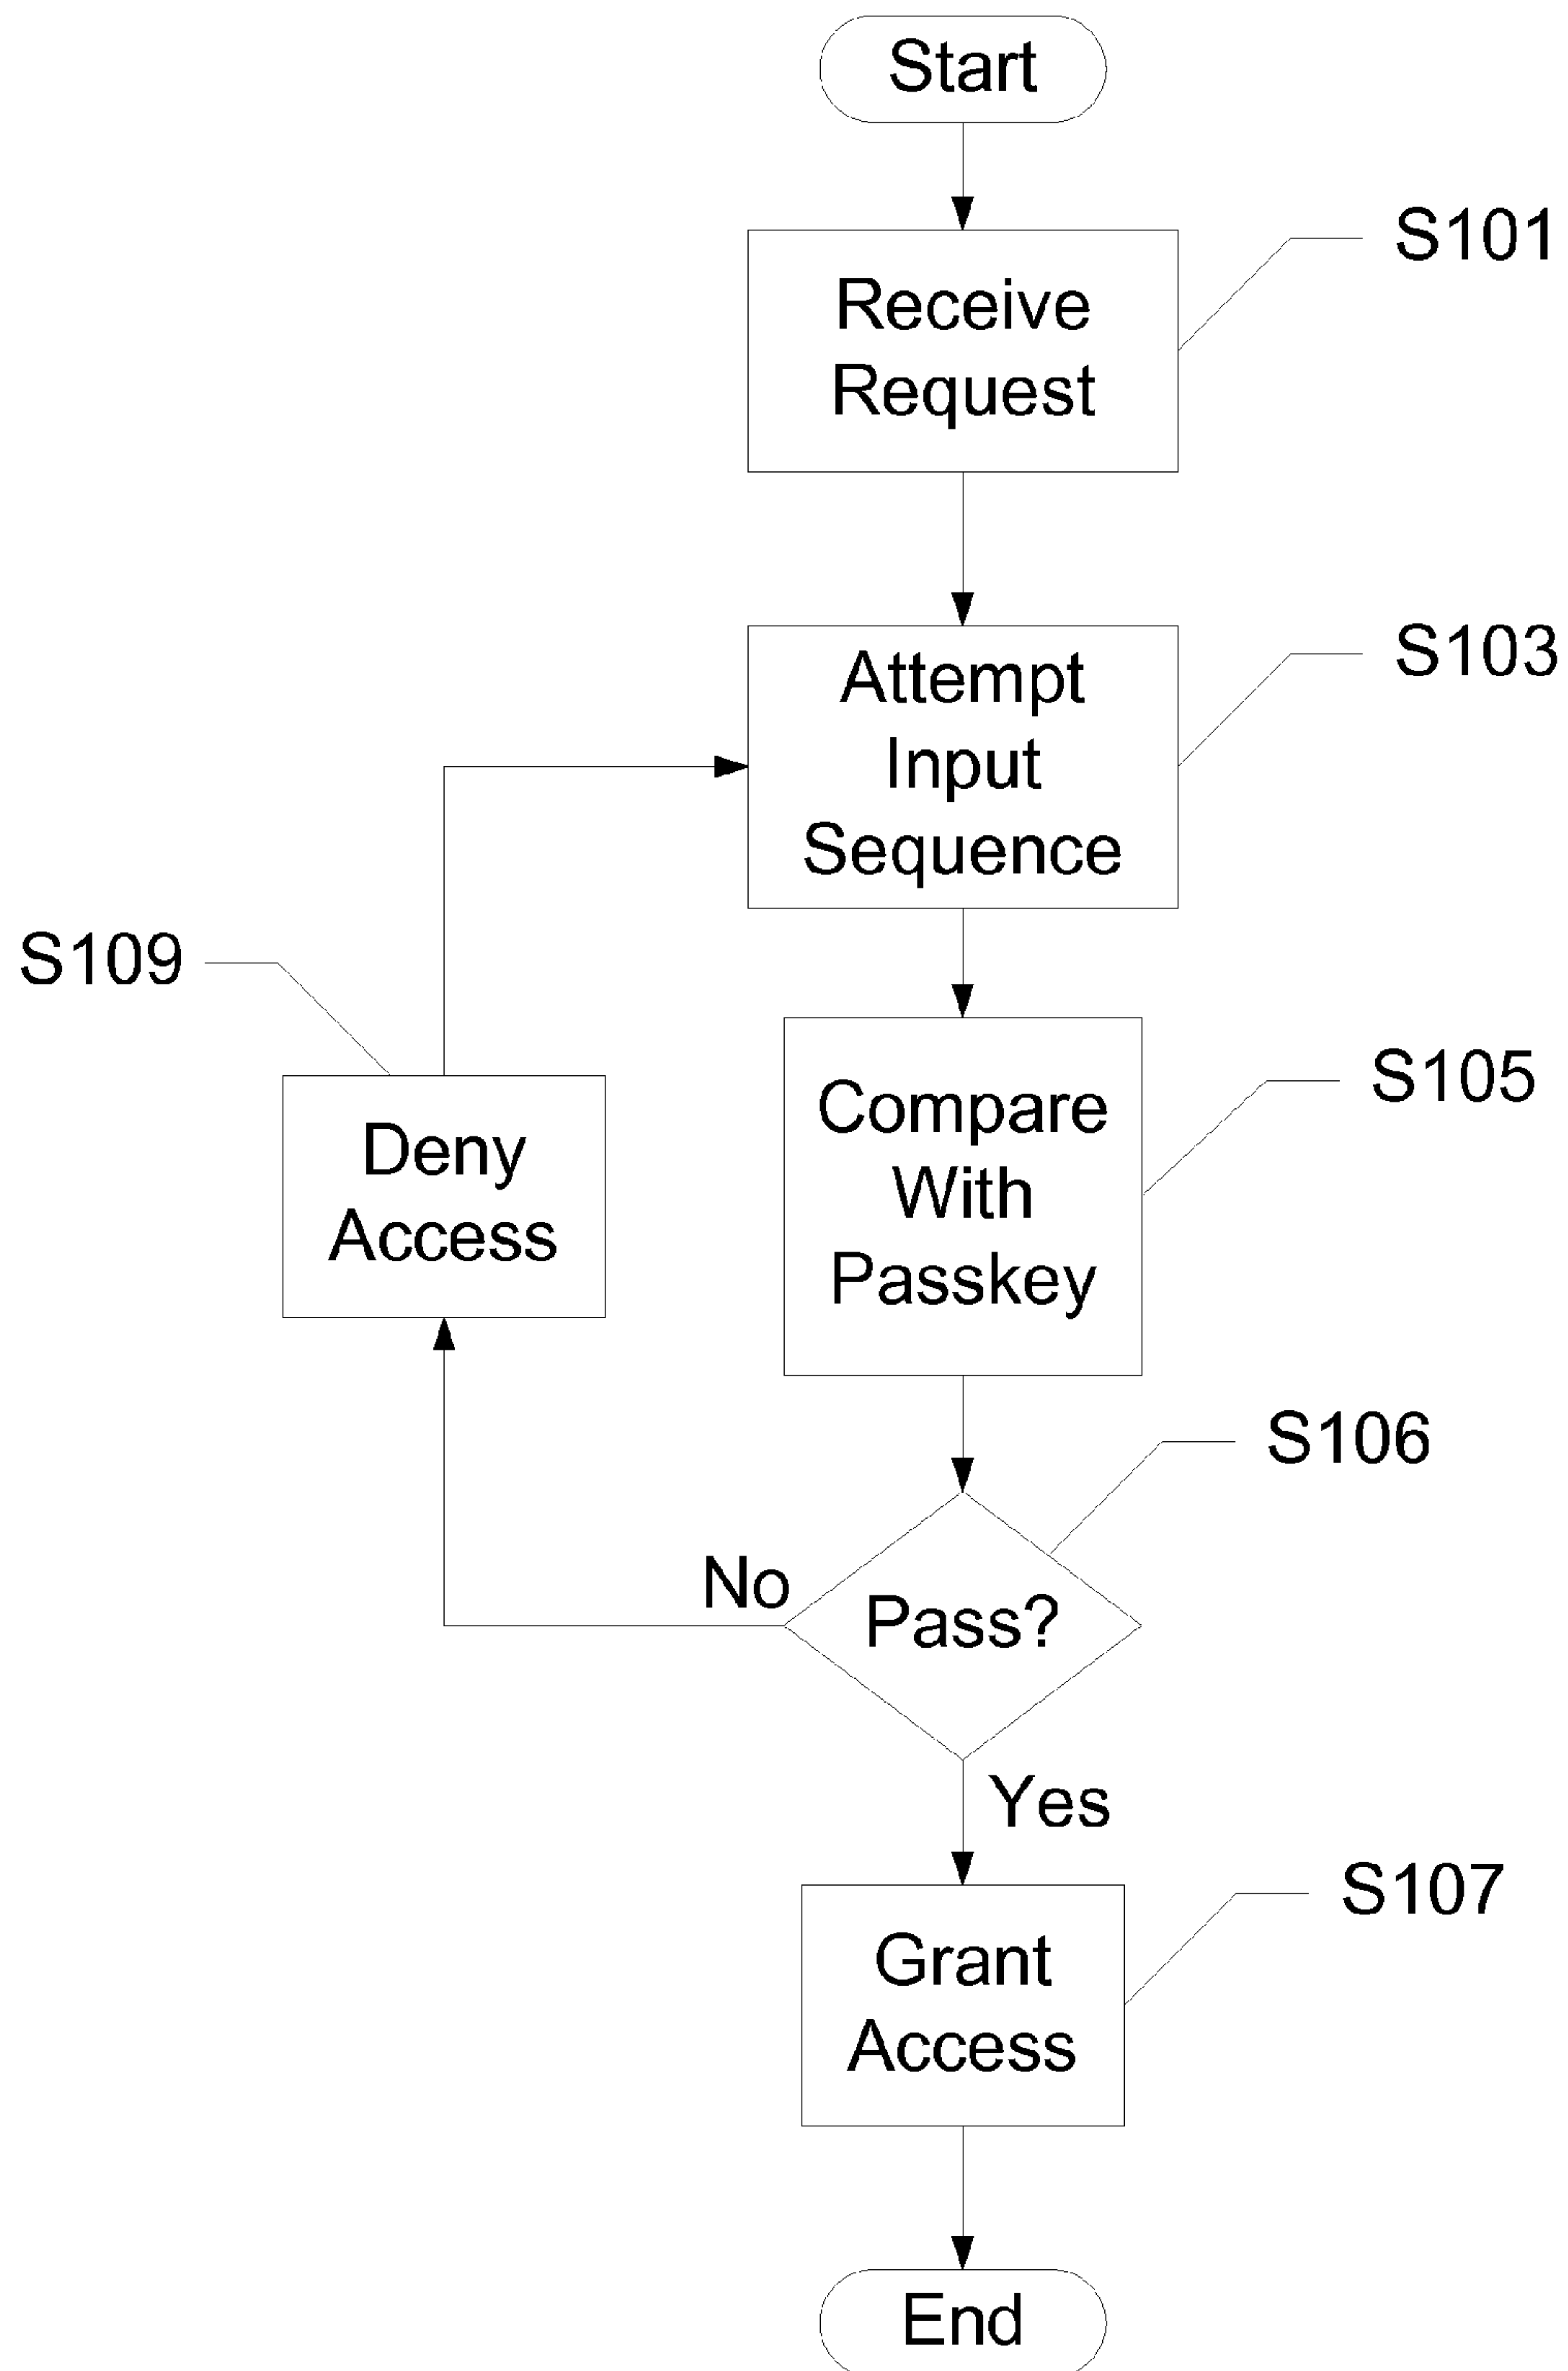 Start
S101
Receive
Request
S103
Attempt
Input
Sequence
S109
S105
Deny
Access
Compare
With
Passkey
S106
No
Pass?
Yes
S107
Grant
Access
End